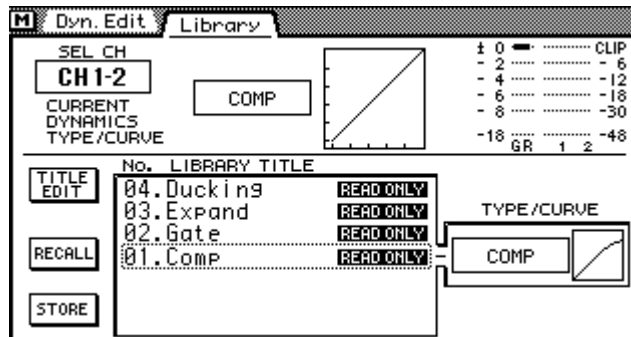 M Dyn. Edit Library
SEL CH
CH1-2
CURRENT
DYNAMICS
TYPE/CURVE
COMP
± 0 CLIP
- 2 - 6
- 4 -12
- 6 -18
- 8 -30
-18 -48
GR 1 2
TITLE
EDIT
RECALL
STORE
No. LIBRARY TITLE
04.Ducking READ ONLY
03.Expand READ ONLY
02.Gate READ ONLY
01.Comp READ ONLY
TYPE/CURVE
COMP